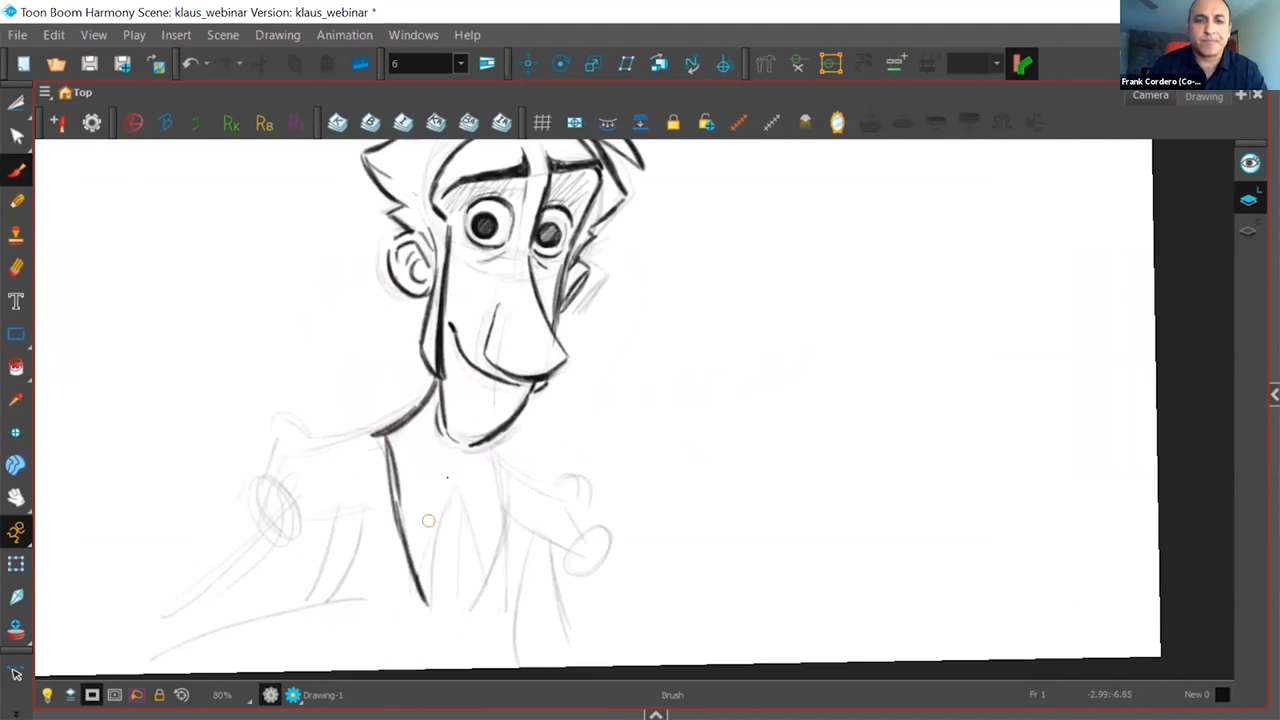 Toon Boom Harmony Scene: klaus_webinar Version: klaus_webinar *
File Edit View Play Insert Scene Drawing Animation Windows Help
6
Frank Cordero (Co-...
Top
Camera Drawing
80% Drawing-1 Brush Fr 1 -2.99:-6.85 New 0